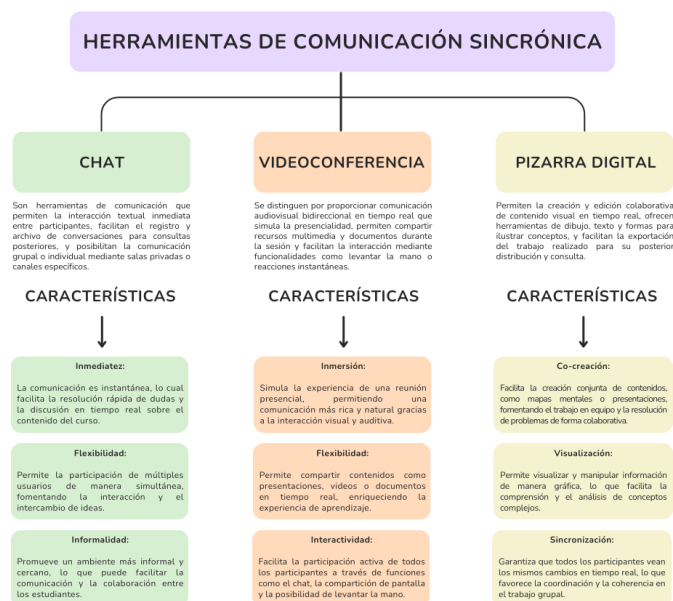 HERRAMIENTAS DE COMUNICACIÓN SINCRÓNICA
CHAT
Son herramientas de comunicación que
permiten la interacción textual inmediata
entre participantes, facilitan el registro y
archivo de conversaciones para consultas
posteriores, y posibilitan la comunicación
grupal o individual mediante salas privadas o
canales específicos.
CARACTERÍSTICAS
Inmediatez:
La comunicación es instantánea, lo cual
facilita la resolución rápida de dudas y
la discusión en tiempo real sobre el
contenido del curso.
Flexibilidad:
Permite la participación de múltiples
usuarios de manera simultánea,
fomentando la interacción y el
intercambio de ideas.
Informalidad:
Promueve un ambiente más informal y
cercano, lo que puede facilitar la
comunicación y la colaboración entre
los estudiantes.
VIDEOCONFERENCIA
Se distinguen por proporcionar comunicación
audiovisual bidireccional en tiempo real que
simula la presencialidad, permiten compartir
recursos multimedia y documentos durante
la sesión y facilitan la interacción mediante
funcionalidades como levantar la mano o
reacciones instantáneas.
CARACTERÍSTICAS
Inmersión:
Simula la experiencia de una reunión
presencial, permitiendo una
comunicación más rica y natural gracias
a la interacción visual y auditiva.
Flexibilidad:
Permite compartir contenidos como
presentaciones, videos o documentos
en tiempo real, enriqueciendo la
experiencia de aprendizaje.
Interactividad:
Facilita la participación activa de todos
los participantes a través de funciones
como el chat, la compartición de pantalla
y la posibilidad de levantar la mano.
PIZARRA DIGITAL
Permiten la creación y edición colaborativa
de contenido visual en tiempo real, ofrecen
herramientas de dibujo, texto y formas para
ilustrar conceptos, y facilitan la exportación
del trabajo realizado para su posterior
distribución y consulta.
CARACTERÍSTICAS
Co-creación:
Facilita la creación conjunta de contenidos,
como mapas mentales o presentaciones,
fomentando el trabajo en equipo y la resolución
de problemas de forma colaborativa.
Visualización:
Permite visualizar y manipular información
de manera gráfica, lo que facilita la
comprensión y el análisis de conceptos
complejos.
Sincronización:
Garantiza que todos los participantes vean
los mismos cambios en tiempo real, lo que
favorece la coordinación y la coherencia en
el trabajo grupal.